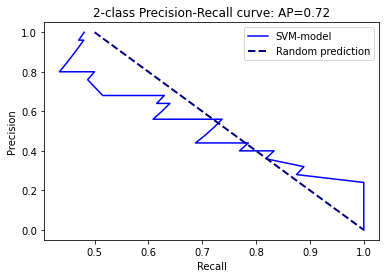 2-class Precision-Recall curve: AP=0.72
SVM-model
Random prediction
1.0
0.8
0.6
0.4
0.2
0.0
Precision
0.5
0.6
0.7
0.8
0.9
1.0
Recall